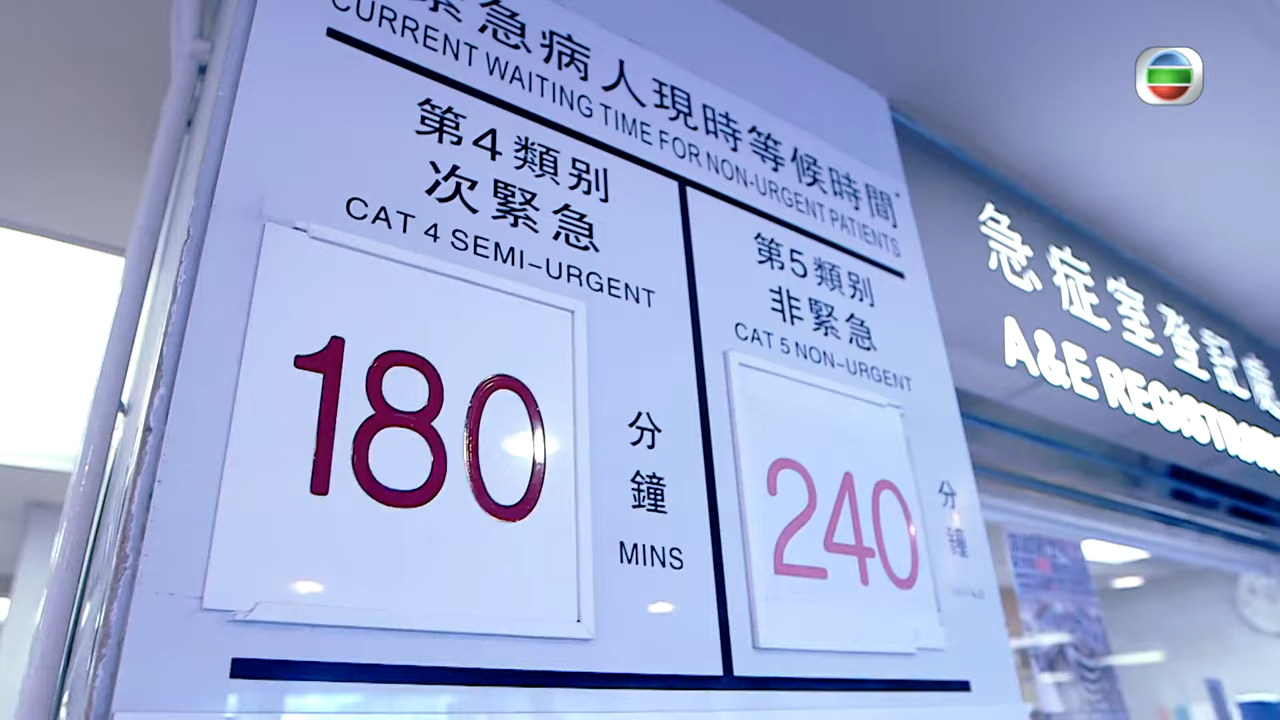 緊急病人現時等候時間*
CURRENT WAITING TIME FOR NON-URGENT PATIENTS
第4類別
次緊急
CAT 4 SEMI-URGENT
180
分鐘
MINS
第5類別
非緊急
CAT 5 NON-URGENT
240
分鐘
急症室登記處
A&E REGISTRATION